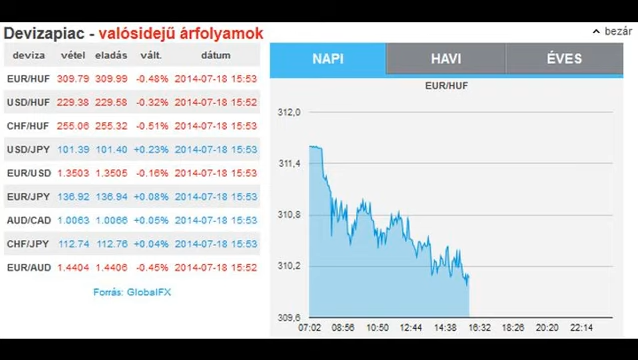 Devizapiac - valósidejű árfolyamok
bezár
deviza vétel eladás vált. dátum
EUR/HUF 309.79 309.99 -0.48% 2014-07-18 15:53
USD/HUF 229.38 229.58 -0.32% 2014-07-18 15:52
CHF/HUF 255.06 255.32 -0.51% 2014-07-18 15:53
USD/JPY 101.39 101.40 +0.23% 2014-07-18 15:53
EUR/USD 1.3503 1.3505 -0.16% 2014-07-18 15:53
EUR/JPY 136.92 136.94 +0.08% 2014-07-18 15:53
AUD/CAD 1.0063 1.0066 +0.05% 2014-07-18 15:53
CHF/JPY 112.74 112.76 +0.04% 2014-07-18 15:53
EUR/AUD 1.4404 1.4406 -0.45% 2014-07-18 15:52
Forrás: GlobalFX
NAPI HAVI ÉVES
EUR/HUF
312,0
311,4
310,8
310,2
309,6
07:02 08:56 10:50 12:44 14:38 16:32 18:26 20:20 22:14